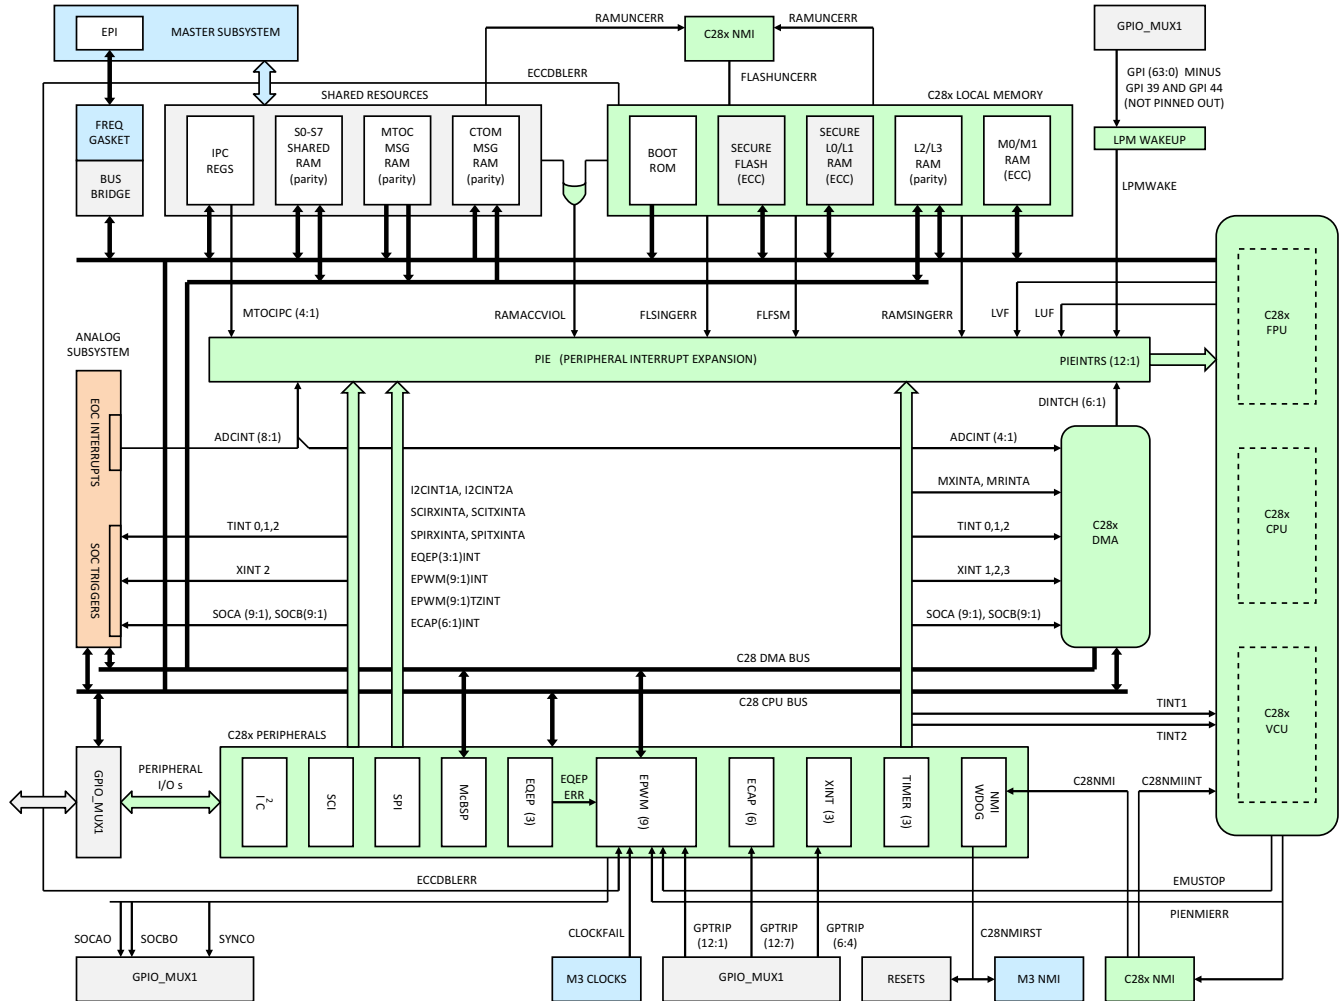 EPI
MASTER SUBSYSTEM
RAMUNCERR
RAMUNCERR
C28x NMI
GPIO_MUX1
ECCDBLERR
FLASHUNCERR
GPI (63:0) MINUS
GPI 39 AND GPI 44
(NOT PINNED OUT)
SHARED RESOURCES
C28x LOCAL MEMORY
FREQ
GASKET
BUS
BRIDGE
IPC
REGS
S0-S7
SHARED
RAM
(parity)
MTOC
MSG
RAM
(parity)
CTOM
MSG
RAM
(parity)
BOOT
ROM
SECURE
FLASH
(ECC)
SECURE
L0/L1
RAM
(ECC)
L2/L3
RAM
(parity)
M0/M1
RAM
(ECC)
LPM WAKEUP
LPMWAKE
MTOCIPC (4:1)
RAMACCVIOL
FLSINGERR
FLFSM
RAMSINGERR
LVF
LUF
C28x
FPU
ANALOG
SUBSYSTEM
PIE (PERIPHERAL INTERRUPT EXPANSION)
PIEINTRS (12:1)
DINTCH (6:1)
EOC INTERRUPTS
ADCINT (8:1)
ADCINT (4:1)
I2CINT1A, I2CINT2A
SCIRXINTA, SCITXINTA
SPIRXINTA, SPITXINTA
EQEP(3:1)INT
EPWM(9:1)INT
EPWM(9:1)TZINT
ECAP(6:1)INT
MXINTA, MRINTA
SOC TRIGGERS
TINT 0,1,2
TINT 0,1,2
C28x
DMA
C28x
CPU
XINT 2
XINT 1,2,3
SOCA (9:1), SOCB(9:1)
SOCA (9:1), SOCB(9:1)
C28 DMA BUS
C28 CPU BUS
TINT1
TINT2
C28x
VCU
C28x PERIPHERALS
GPIO_MUX1
PERIPHERAL
I/O s
I2C
SCI
SPI
McBSP
EQEP (3)
EQEP
ERR
EPWM (9)
ECAP (6)
XINT (3)
TIMER (3)
NMI
WDOG
C28NMI
C28NMIINT
ECCDBLERR
EMUSTOP
PIENMIERR
SOCAO
SOCBO
SYNCO
CLOCKFAIL
GPTRIP
(12:1)
GPTRIP
(12:7)
GPTRIP
(6:4)
C28NMIRST
GPIO_MUX1
M3 CLOCKS
GPIO_MUX1
RESETS
M3 NMI
C28x NMI